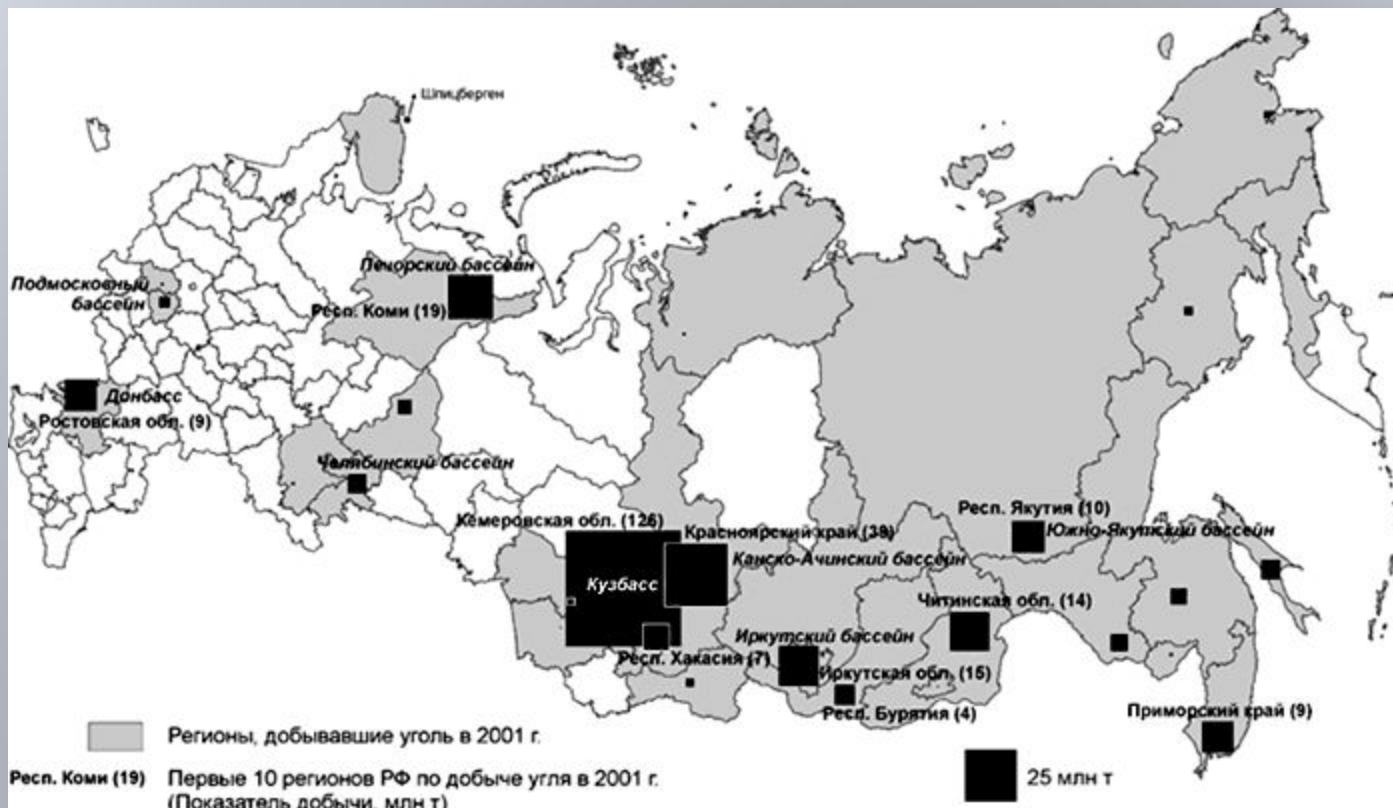 Шпицберген
Печорский бассейн
Подмосковный
бассейн
Респ. Коми (19)
Донбасс
Ростовская обл. (9)
Челябинский бассейн
Кемеровская обл. (126)
Респ. Якутия (10)
Южно-Якутский бассейн
Красноярский край (39)
Канско-Ачинский бассейн
Кузбасс
Читинская обл. (14)
Иркутский бассейн
Респ. Хакасия (7)
Иркутская обл. (15)
Респ. Бурятия (4)
Приморский край (9)
Регионы, добывавшие уголь в 2001 г.
Респ. Коми (19) Первые 10 регионов РФ по добыче угля в 2001 г.
(Показатель добычи, млн т)
25 млн т